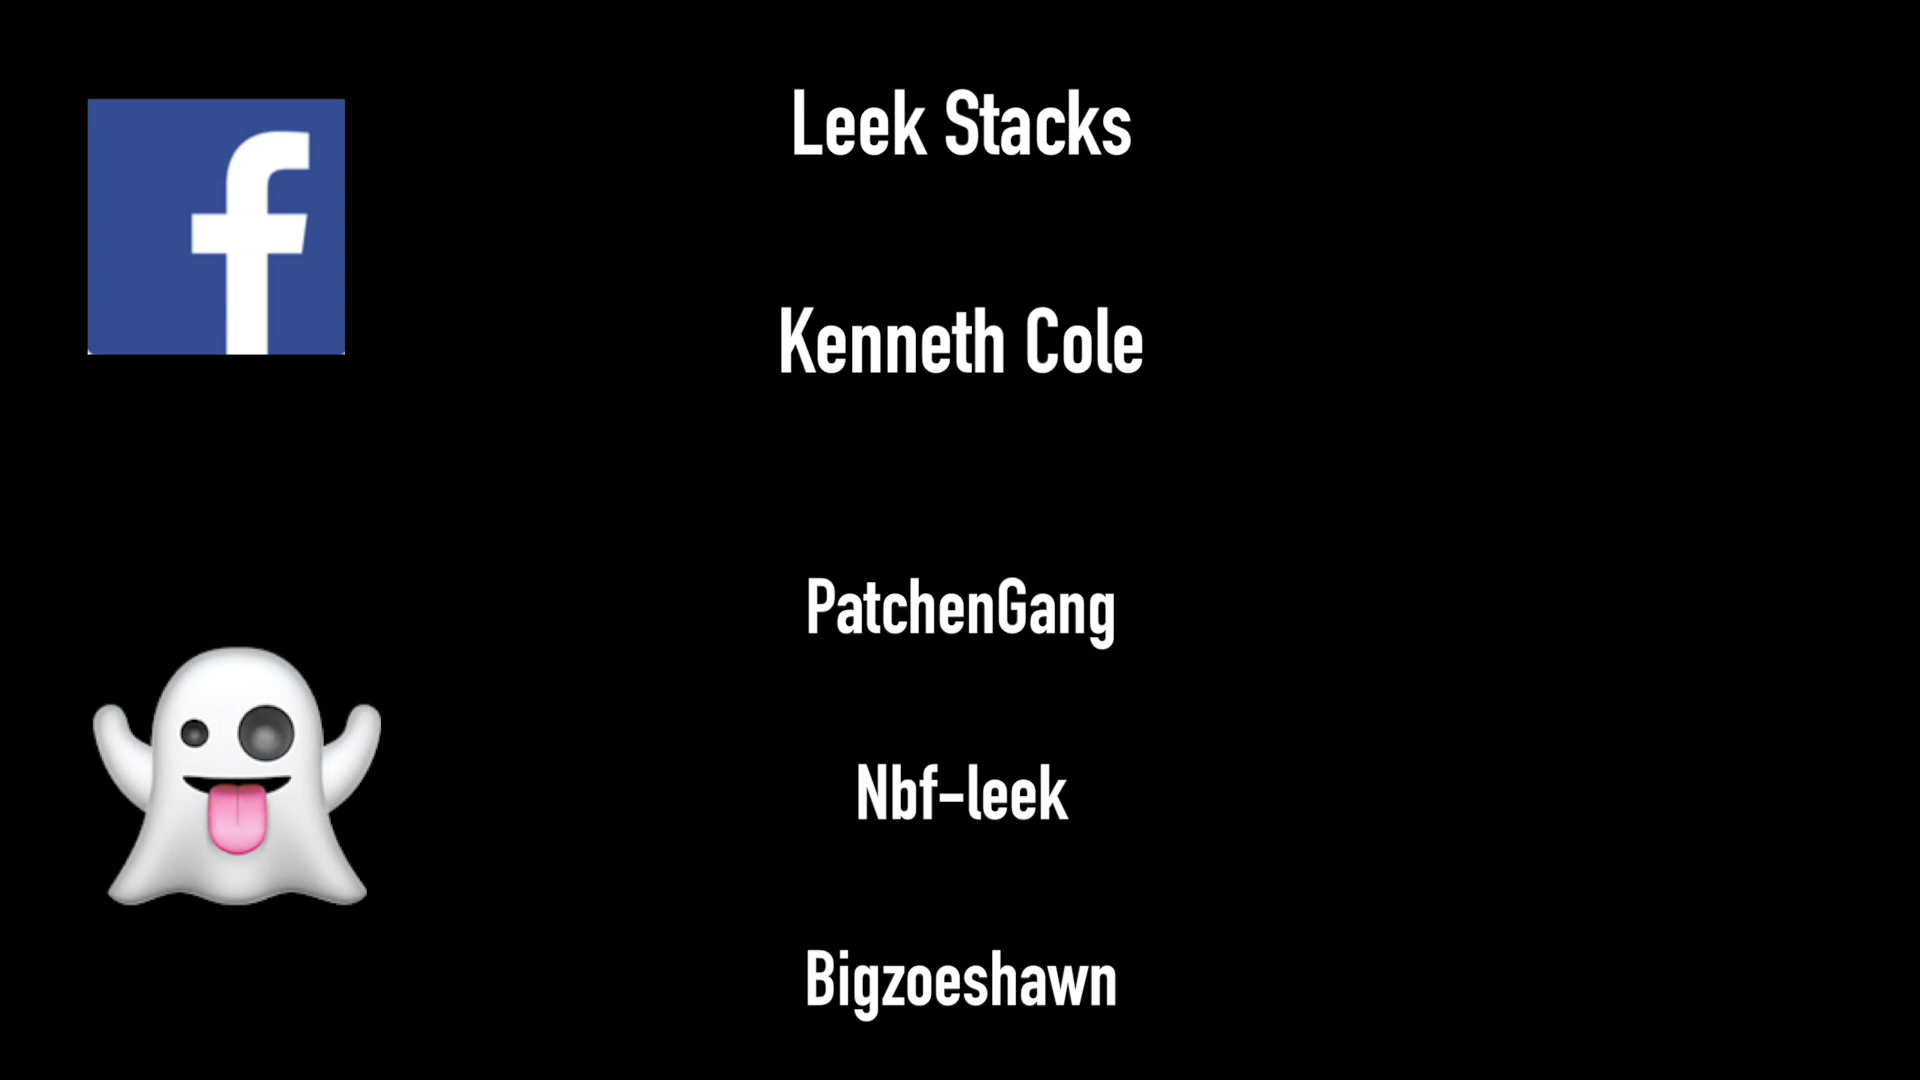 Leek Stacks
Kenneth Cole
PatchenGang
Nbf-leek
Bigzoeshawn